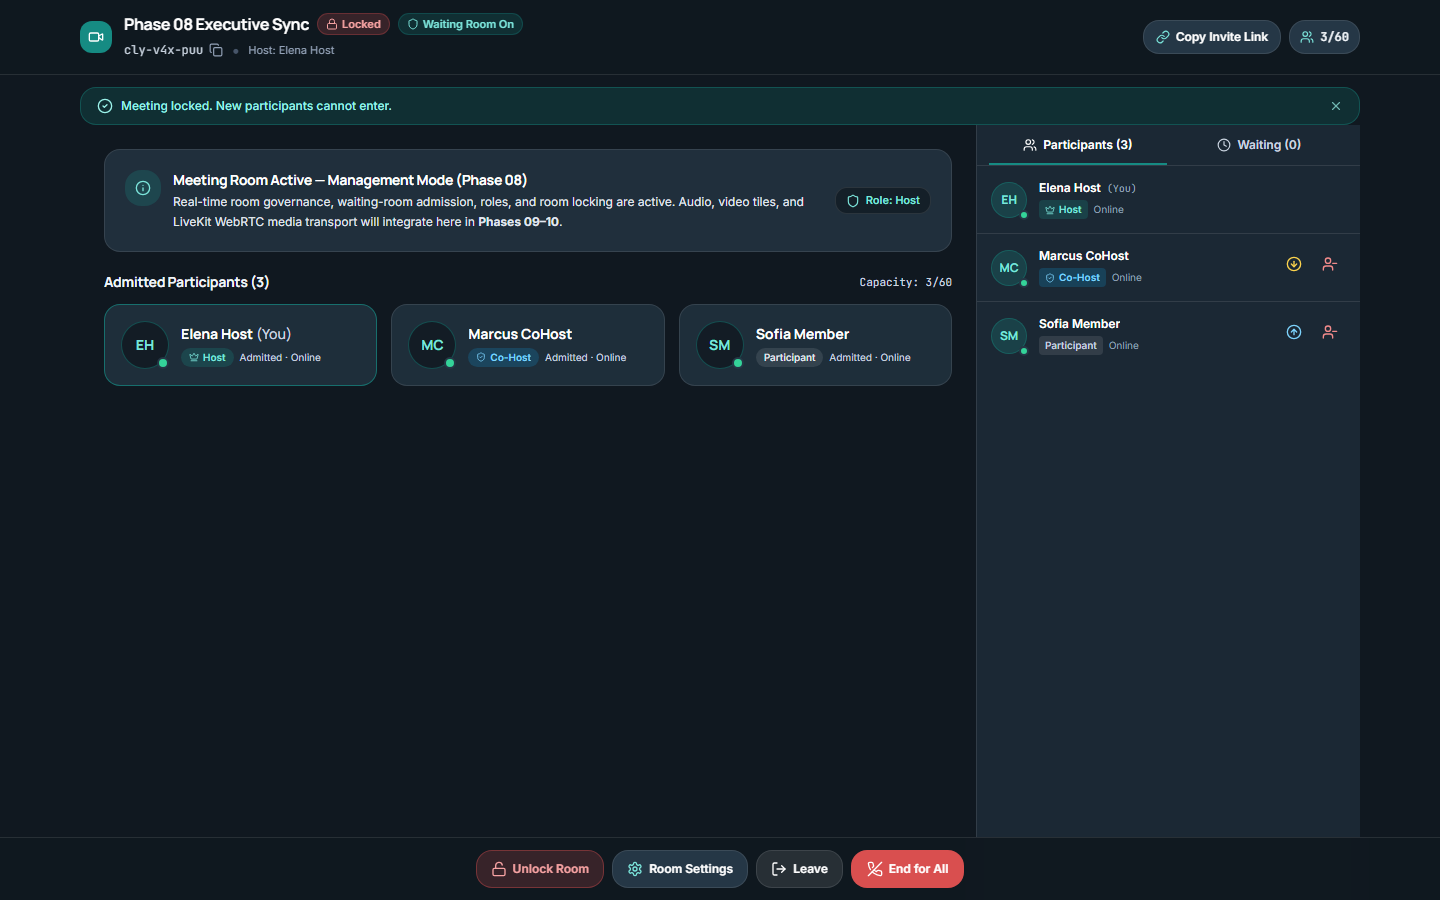 Phase 08 Executive Sync
Locked
Waiting Room On
cly-v4x-puu
Host: Elena Host
Copy Invite Link
3/60
Meeting locked. New participants cannot enter.
Meeting Room Active — Management Mode (Phase 08)
Real-time room governance, waiting-room admission, roles, and room locking are active. Audio, video tiles, and
LiveKit WebRTC media transport will integrate here in Phases 09–10.
Role: Host
Admitted Participants (3)
Capacity: 3/60
EH
Elena Host (You)
Host
Admitted · Online
MC
Marcus CoHost
Co-Host
Admitted · Online
SM
Sofia Member
Participant
Admitted · Online
Participants (3)
Waiting (0)
EH
Elena Host (You)
Host
Online
MC
Marcus CoHost
Co-Host
Online
SM
Sofia Member
Participant
Online
Unlock Room
Room Settings
Leave
End for All